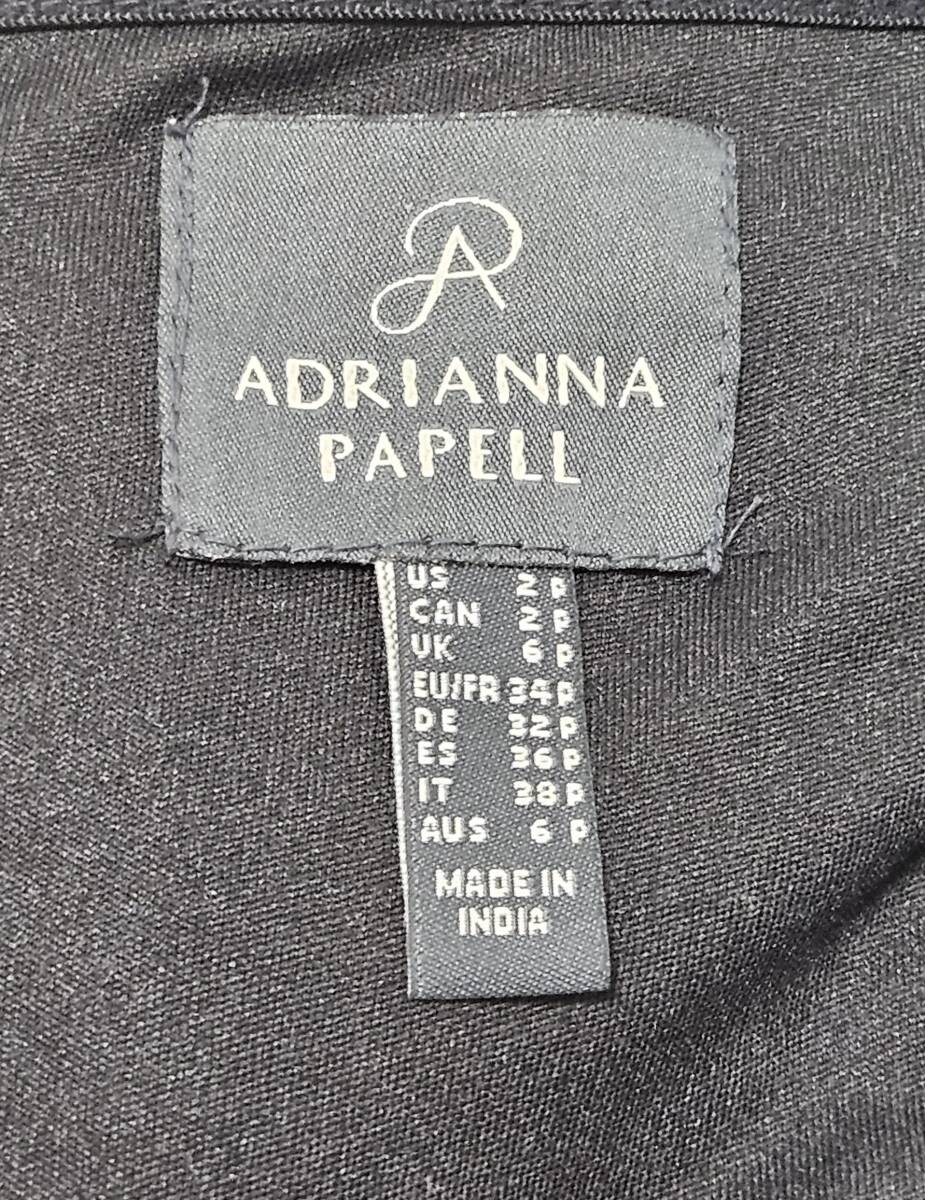 ADRIANNA
PAPELL
US 2 P
CAN 2 P
UK 6 P
EU/FR 34 P
DE 32 P
ES 36 P
IT 38 P
AUS 6 P
MADE IN
INDIA